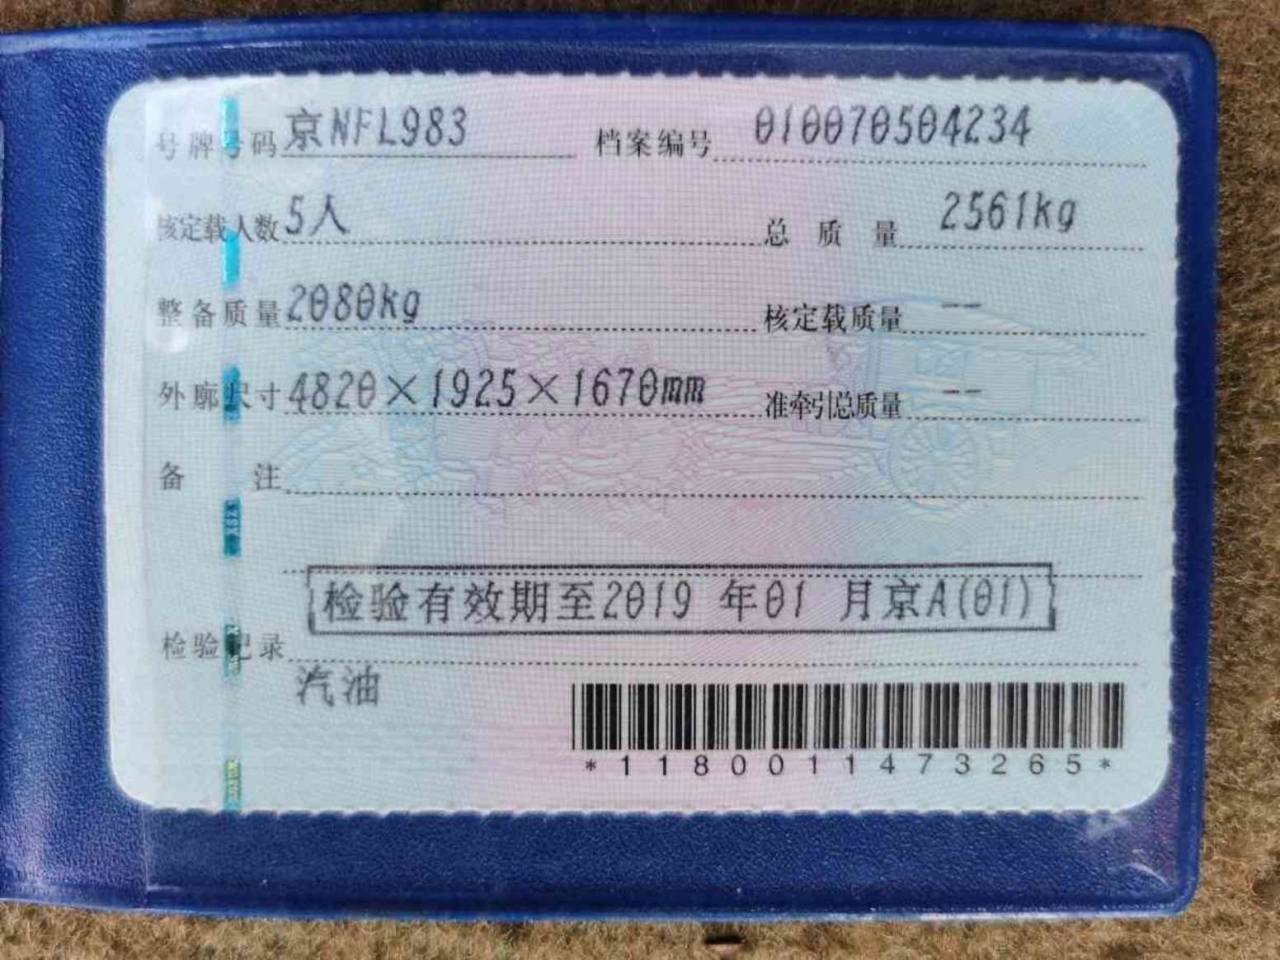 号牌号码 京NFL983 档案编号 010070504234
核定载人数 5人 总质量 2561kg
整备质量 2080kg 核定载质量 --
外廓尺寸 4820×1925×1670mm 准牵引总质量 --
备注
检验有效期至2019 年01 月京A(01)
检验记录
汽油
*1180011473265*